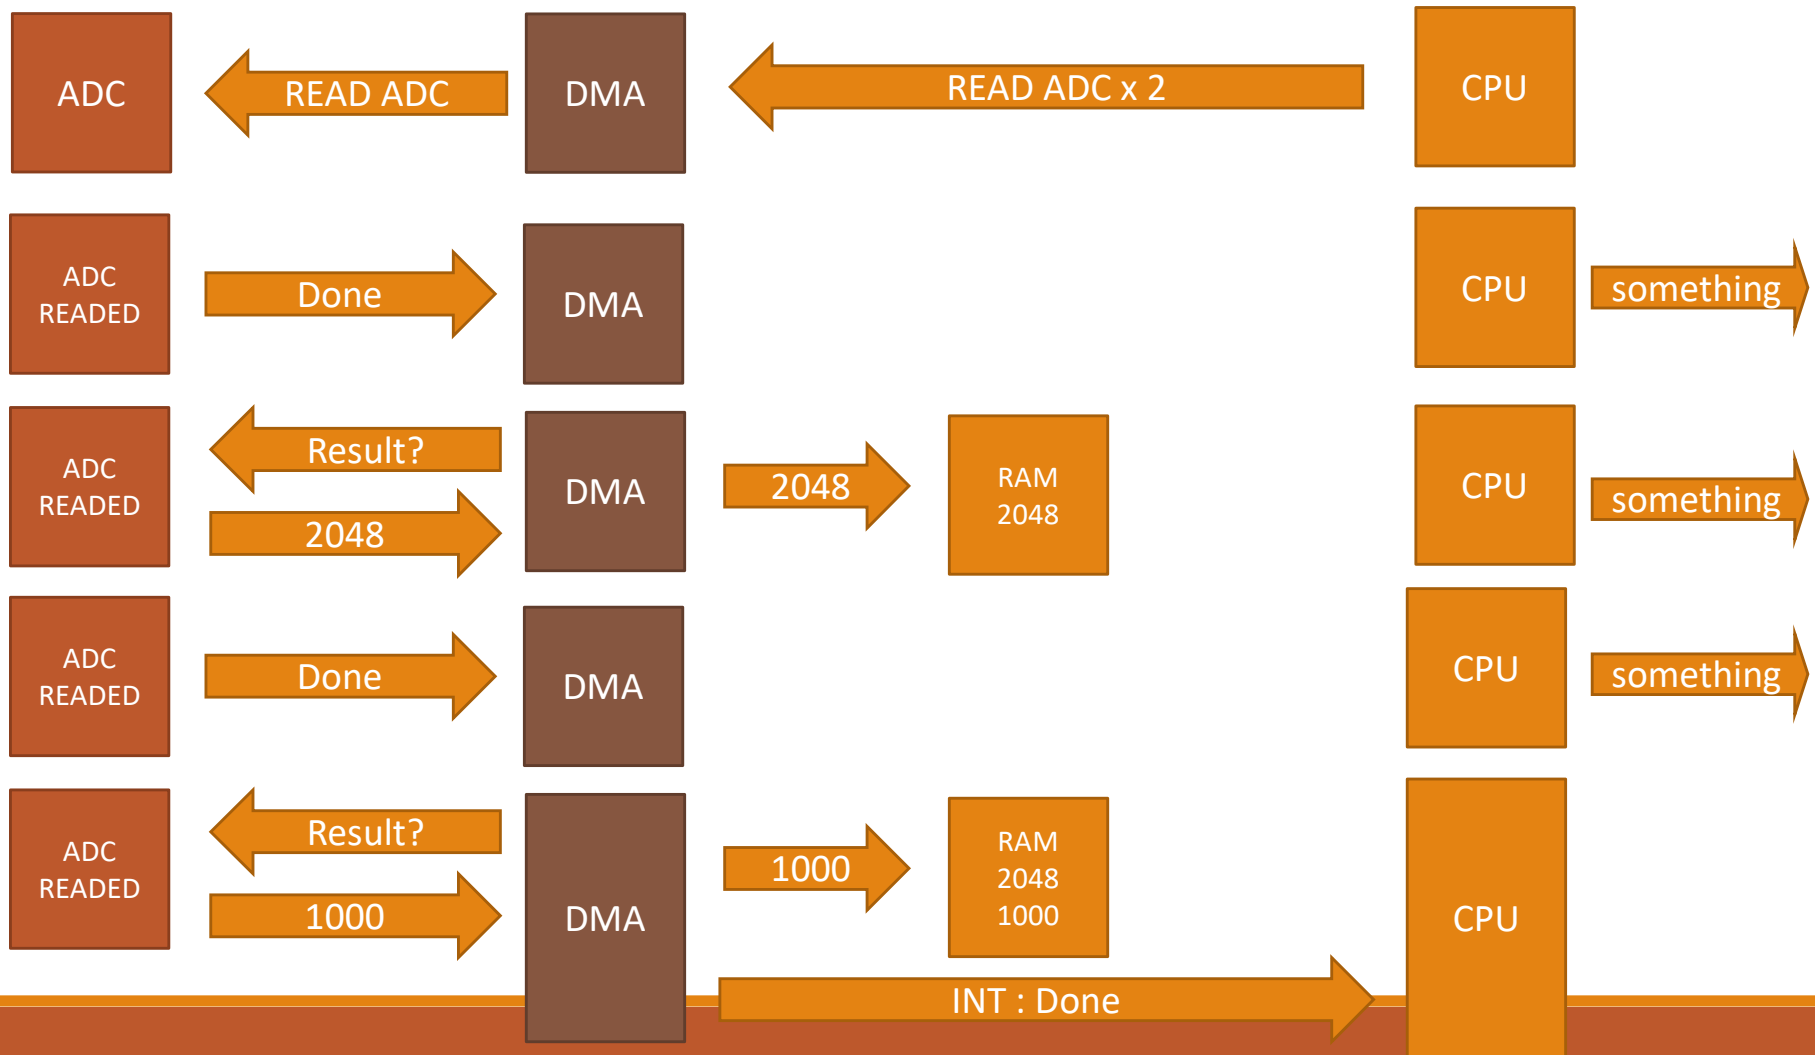 ADC
READ ADC
DMA
READ ADC x 2
CPU
ADC
READED
Done
DMA
CPU
something
ADC
READED
Result?
2048
DMA
2048
RAM
2048
CPU
something
ADC
READED
Done
DMA
CPU
something
ADC
READED
Result?
1000
DMA
1000
RAM
2048
1000
CPU
INT : Done